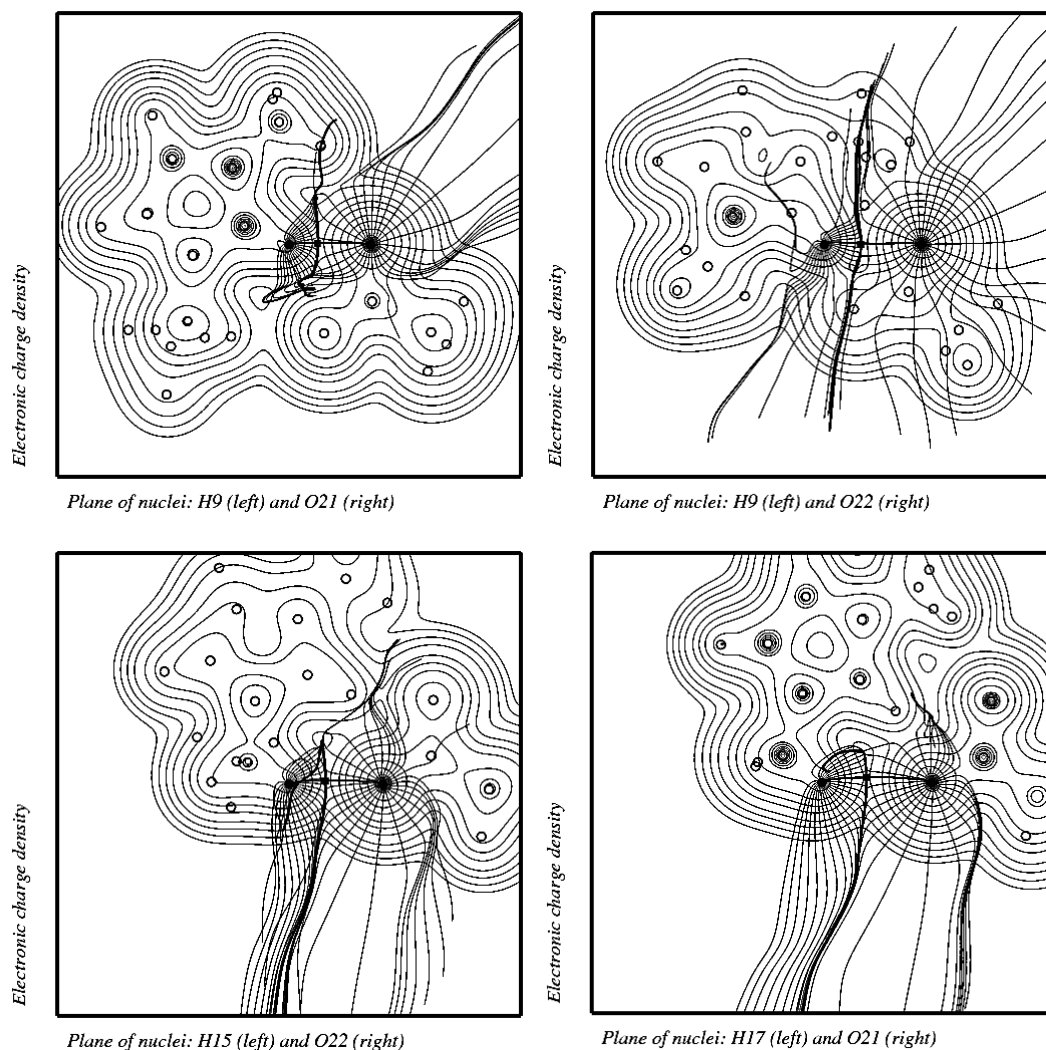 Electronic charge density
Plane of nuclei: H9 (left) and O21 (right)
Electronic charge density
Plane of nuclei: H9 (left) and O22 (right)
Electronic charge density
Plane of nuclei: H15 (left) and O22 (right)
Electronic charge density
Plane of nuclei: H17 (left) and O21 (right)